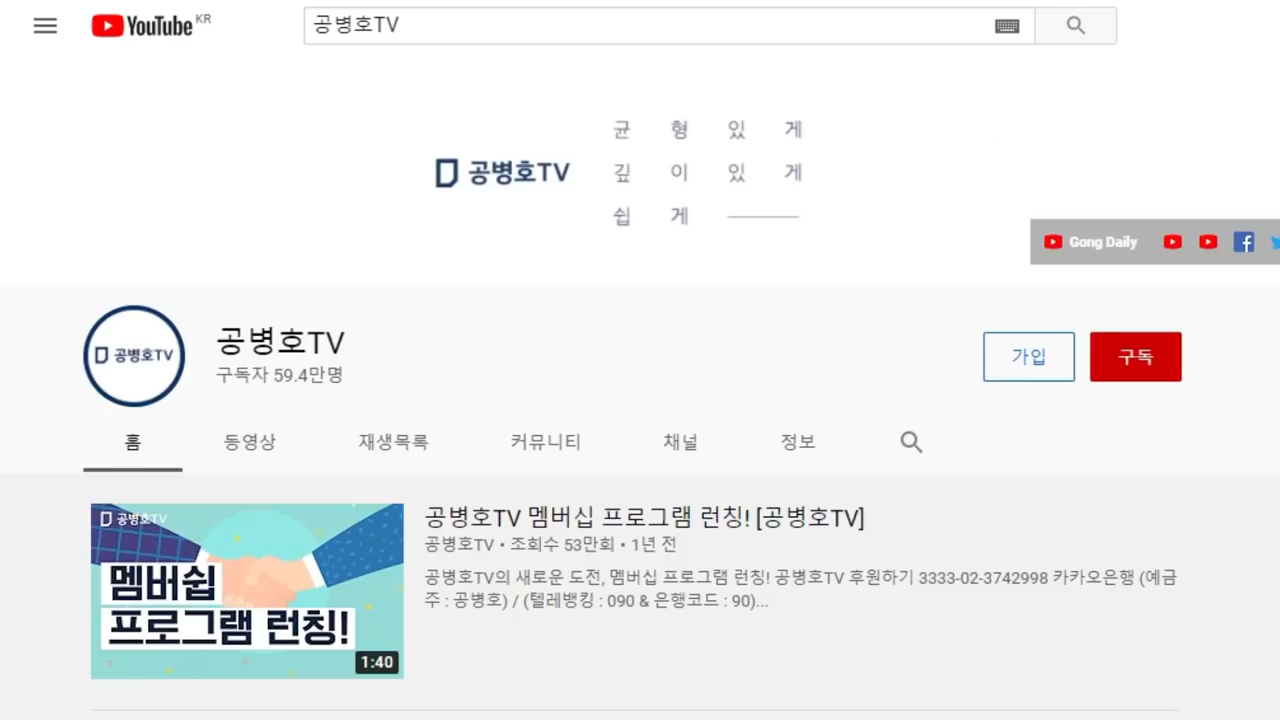 YouTube KR
공병호TV
균형있게
공병호TV
깊이있게
쉽게
Gong Daily
공병호TV
공병호TV
구독자 59.4만명
가입
구독
홈
동영상
재생목록
커뮤니티
채널
정보
공병호TV
멤버쉽
프로그램 런칭!
1:40
공병호TV 멤버십 프로그램 런칭! [공병호TV]
공병호TV • 조회수 53만회 • 1년 전
공병호TV의 새로운 도전, 멤버십 프로그램 런칭! 공병호TV 후원하기 3333-02-3742998 카카오은행 (예금
주 : 공병호) / (텔레뱅킹 : 090 & 은행코드 : 90)...